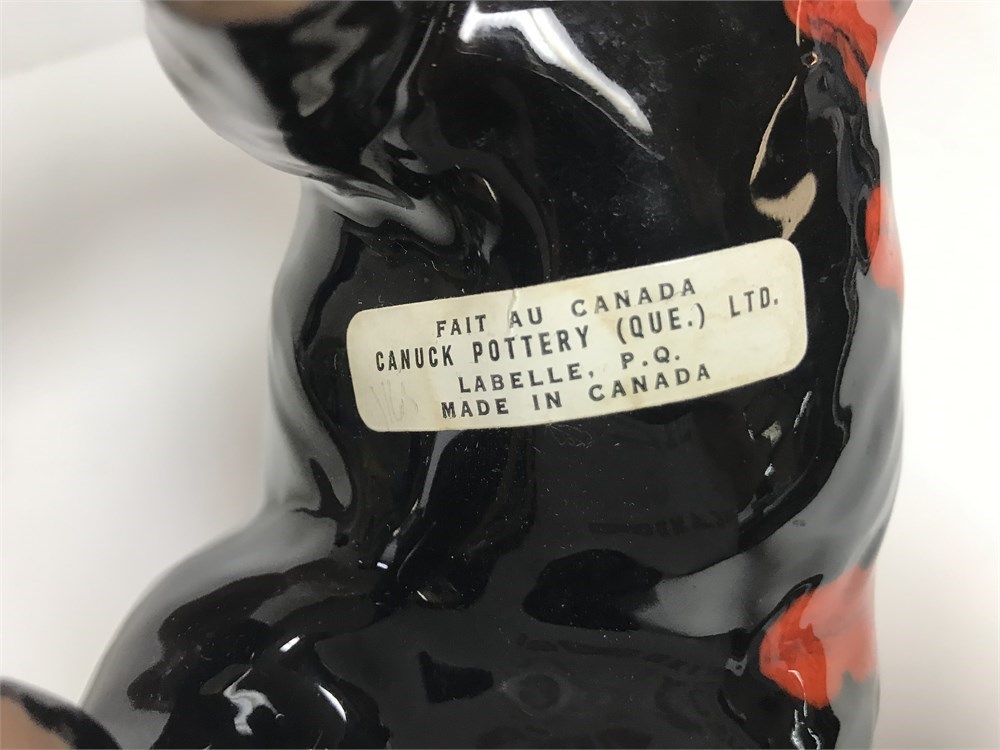 FAIT AU CANADA
CANUCK POTTERY (QUE.) LTD.
LABELLE, P.Q.
MADE IN CANADA